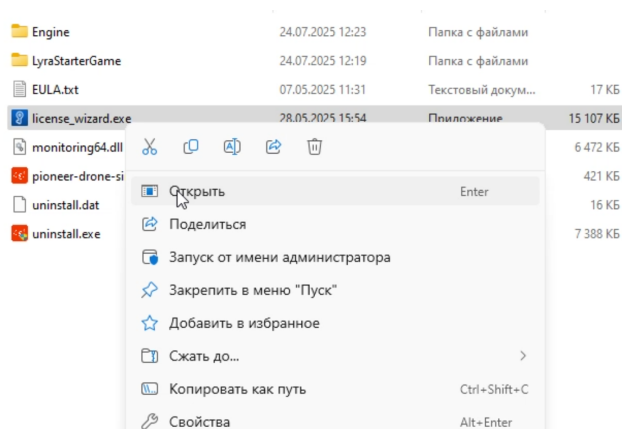 Engine 24.07.2025 12:23 Папка с файлами
LyraStarterGame 24.07.2025 12:19 Папка с файлами
EULA.txt 07.05.2025 11:31 Текстовый докум... 17 КБ
license_wizard.exe 28.05.2025 15:54 Приложение 15 107 КБ
monitoring64.dll 6 472 КБ
pioneer-drone-si 421 КБ
uninstall.dat 16 КБ
uninstall.exe 7 388 КБ
Открыть Enter
Поделиться
Запуск от имени администратора
Закрепить в меню "Пуск"
Добавить в избранное
Сжать до...
Копировать как путь Ctrl+Shift+C
Свойства Alt+Enter